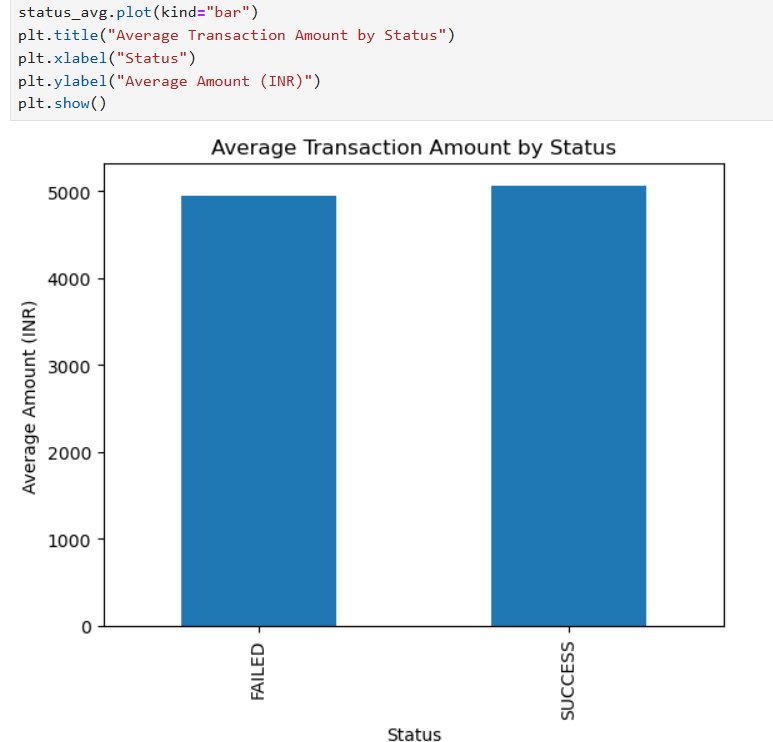 status_avg.plot(kind="bar")
plt.title("Average Transaction Amount by Status")
plt.xlabel("Status")
plt.ylabel("Average Amount (INR)")
plt.show()
Average Transaction Amount by Status
5000
4000
3000
2000
1000
0
Average Amount (INR)
FAILED
SUCCESS
Status